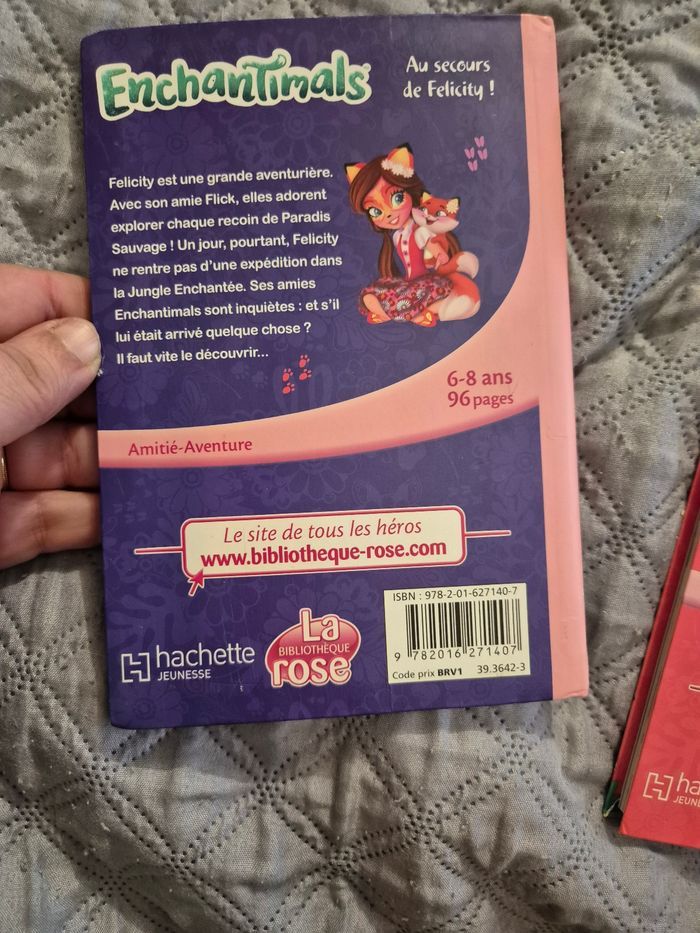 EnchanTimals
Au secours
de Felicity !
Felicity est une grande aventurière.
Avec son amie Flick, elles adorent
explorer chaque recoin de Paradis
Sauvage ! Un jour, pourtant, Felicity
ne rentre pas d'une expédition dans
la Jungle Enchantée. Ses amies
Enchantimals sont inquiètes : et s'il
lui était arrivé quelque chose ?
Il faut vite le découvrir...
6-8 ans
96 pages
Amitié-Aventure
Le site de tous les héros
www.bibliotheque-rose.com
ISBN : 978-2-01-627140-7
9 782016 271407
Code prix BRV1 39.3642-3
hachette
JEUNESSE
La
BIBLIOTHÈQUE
rose